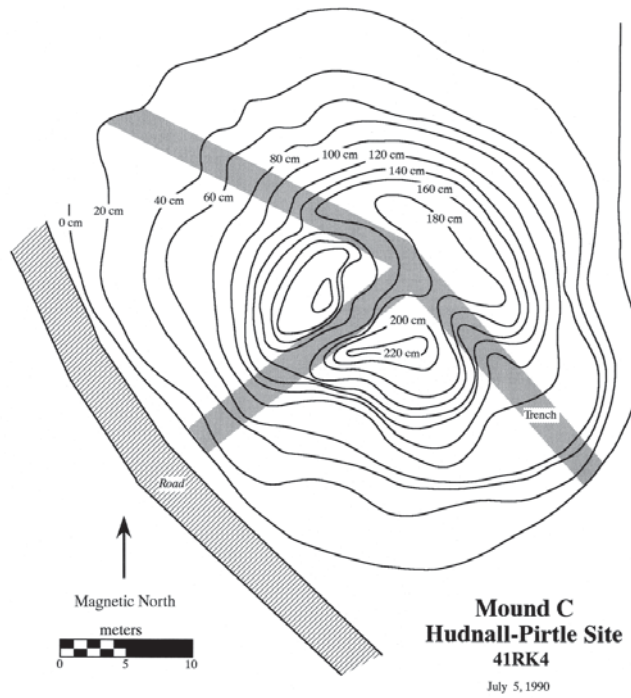 80 cm
100 cm
120 cm
140 cm
160 cm
180 cm
60 cm
40 cm
20 cm
0 cm
200 cm
220 cm
Trench
Road
Magnetic North
meters
0 5 10
Mound C
Hudnall-Pirtle Site
41RK4
July 5, 1990